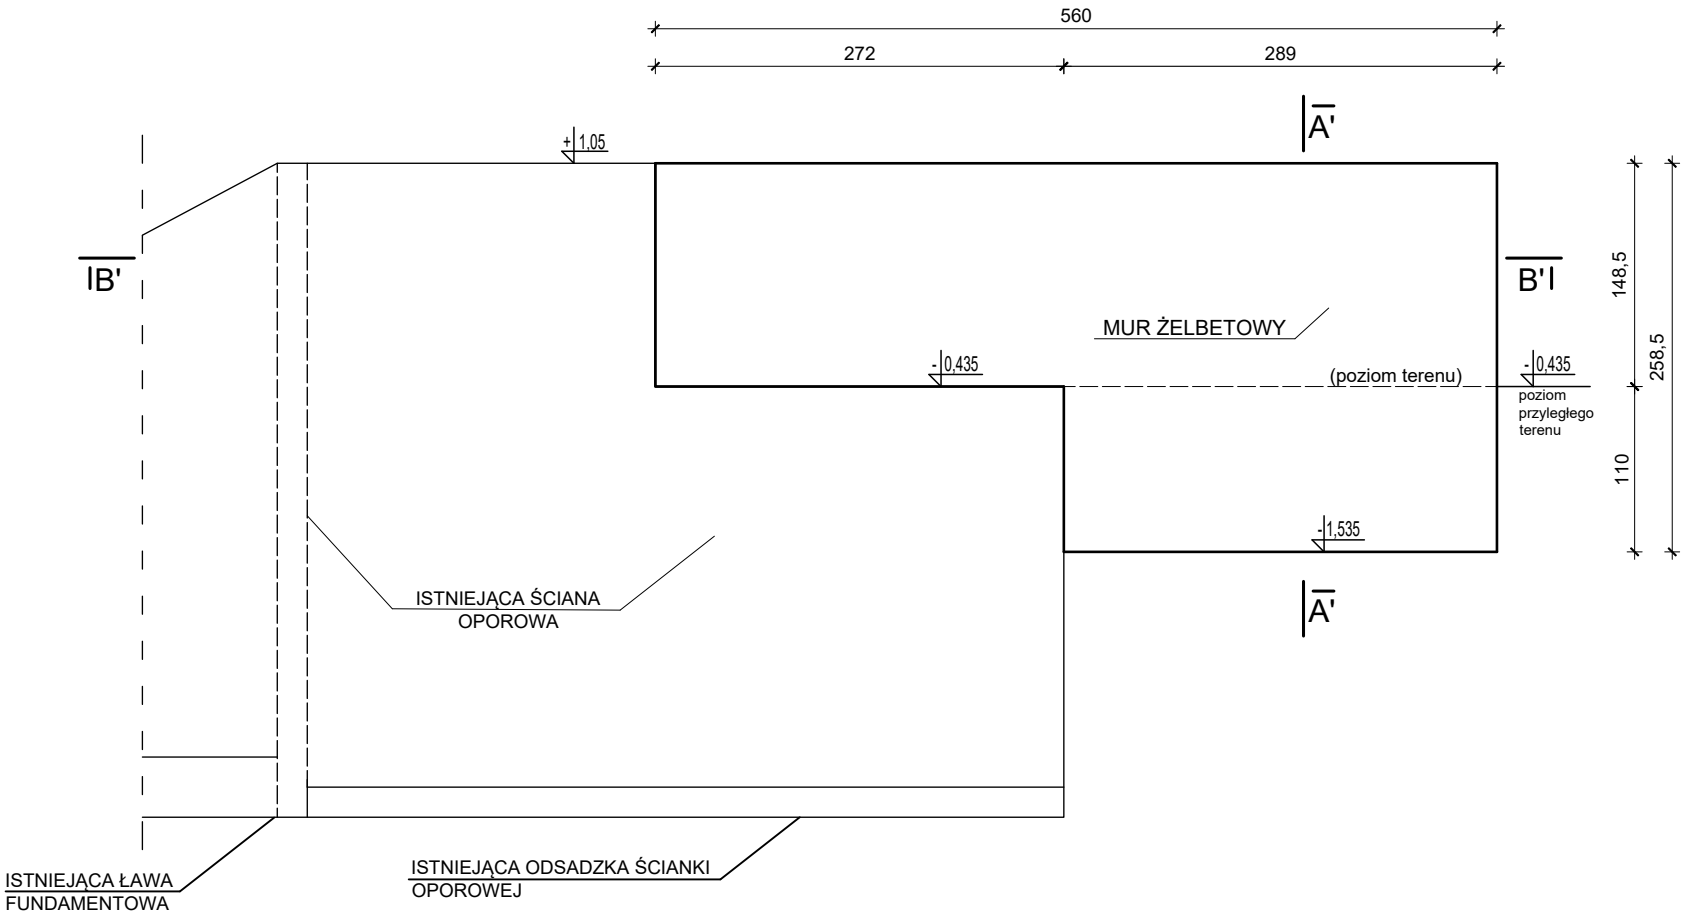 560
272
289
A'
+ 1,05
B'
B'
148,5
258,5
MUR ŻELBETOWY
- 0,435
(poziom terenu)
- 0,435
poziom
przyległego
terenu
110
- 1,535
ISTNIEJĄCA ŚCIANA
OPOROWA
A'
ISTNIEJĄCA ODSADZKA ŚCIANKI
OPOROWEJ
ISTNIEJĄCA ŁAWA
FUNDAMENTOWA